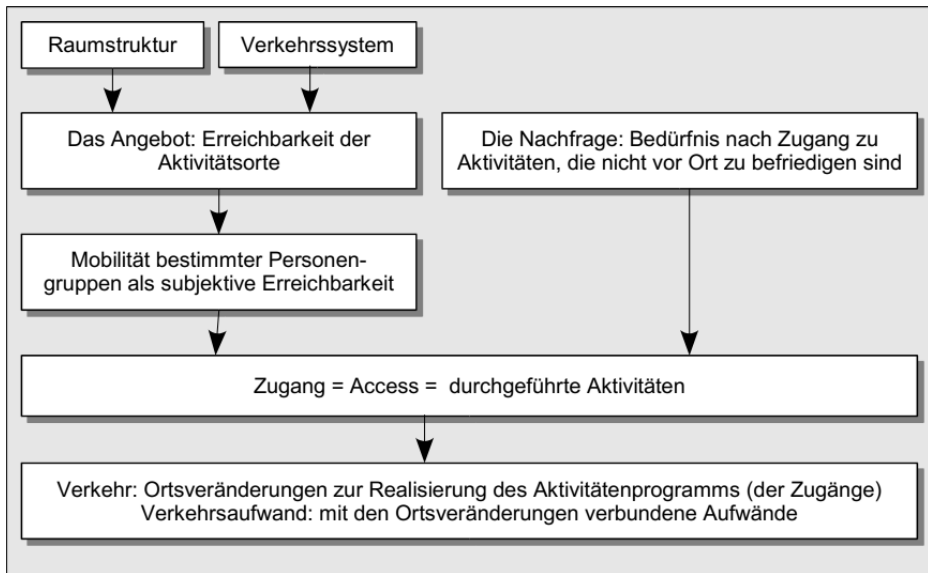 Raumstruktur
Verkehrssystem
Das Angebot: Erreichbarkeit der
Aktivitätsorte
Die Nachfrage: Bedürfnis nach Zugang zu
Aktivitäten, die nicht vor Ort zu befriedigen sind
Mobilität bestimmter Personen-
gruppen als subjektive Erreichbarkeit
Zugang = Access = durchgeführte Aktivitäten
Verkehr: Ortsveränderungen zur Realisierung des Aktivitätenprogramms (der Zugänge)
Verkehrsaufwand: mit den Ortsveränderungen verbundene Aufwände